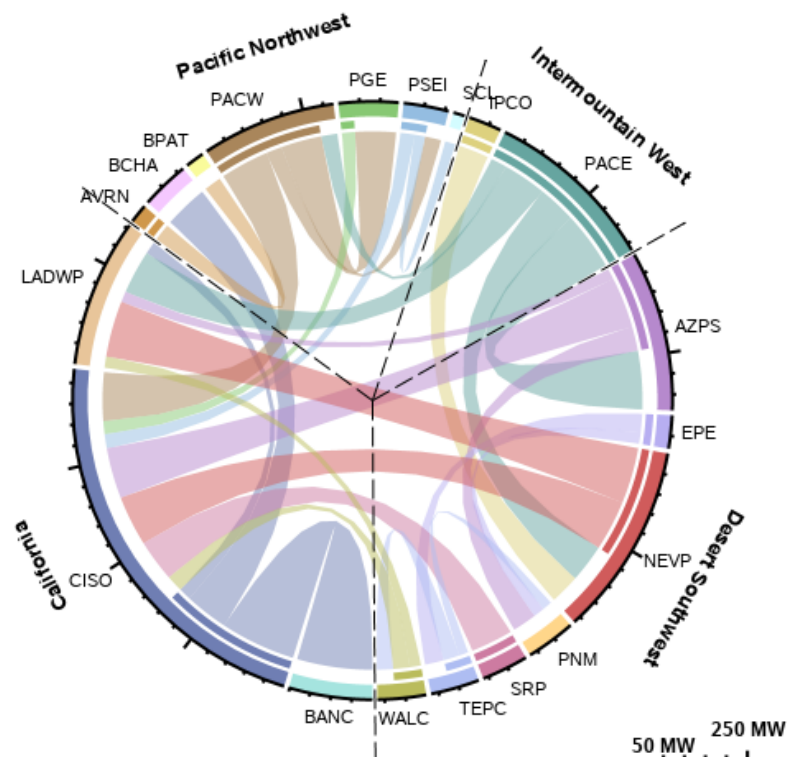 Pacific Northwest
Intermountain West
PGE
PSEI
SCL
IPCO
PACW
PACE
BPAT
BCHA
AVRN
LADWP
AZPS
EPE
California
CISO
NEVP
Desert Southwest
PNM
SRP
TEPC
WALC
BANC
250 MW
50 MW